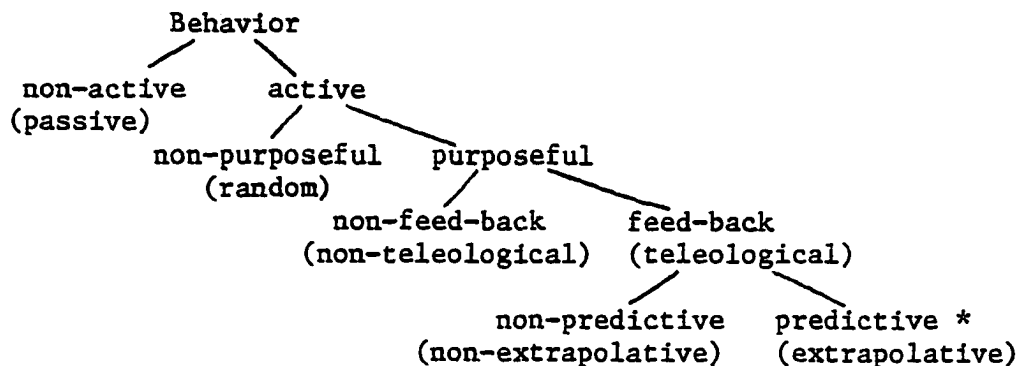 Behavior
non-active active
(passive)
non-purposeful purposeful
(random)
non-feed-back feed-back
(non-teleological) (teleological)
non-predictive predictive *
(non-extrapolative) (extrapolative)